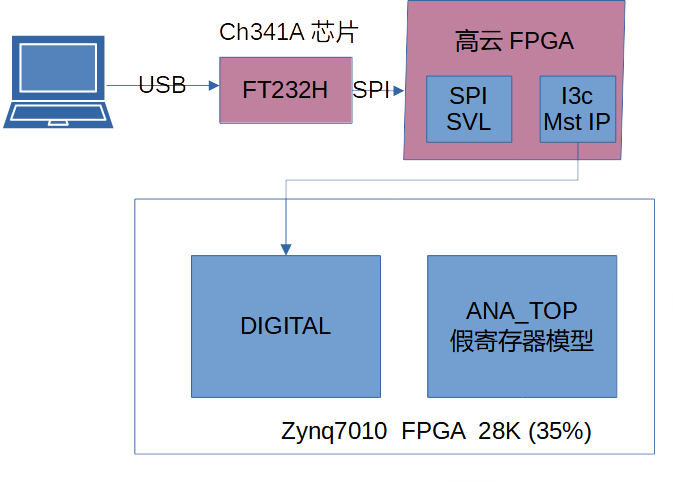 Ch341A 芯片
USB
FT232H
SPI
高云 FPGA
SPI
SVL
I3c
Mst IP
DIGITAL
ANA_TOP
假寄存器模型
Zynq7010 FPGA 28K (35%)